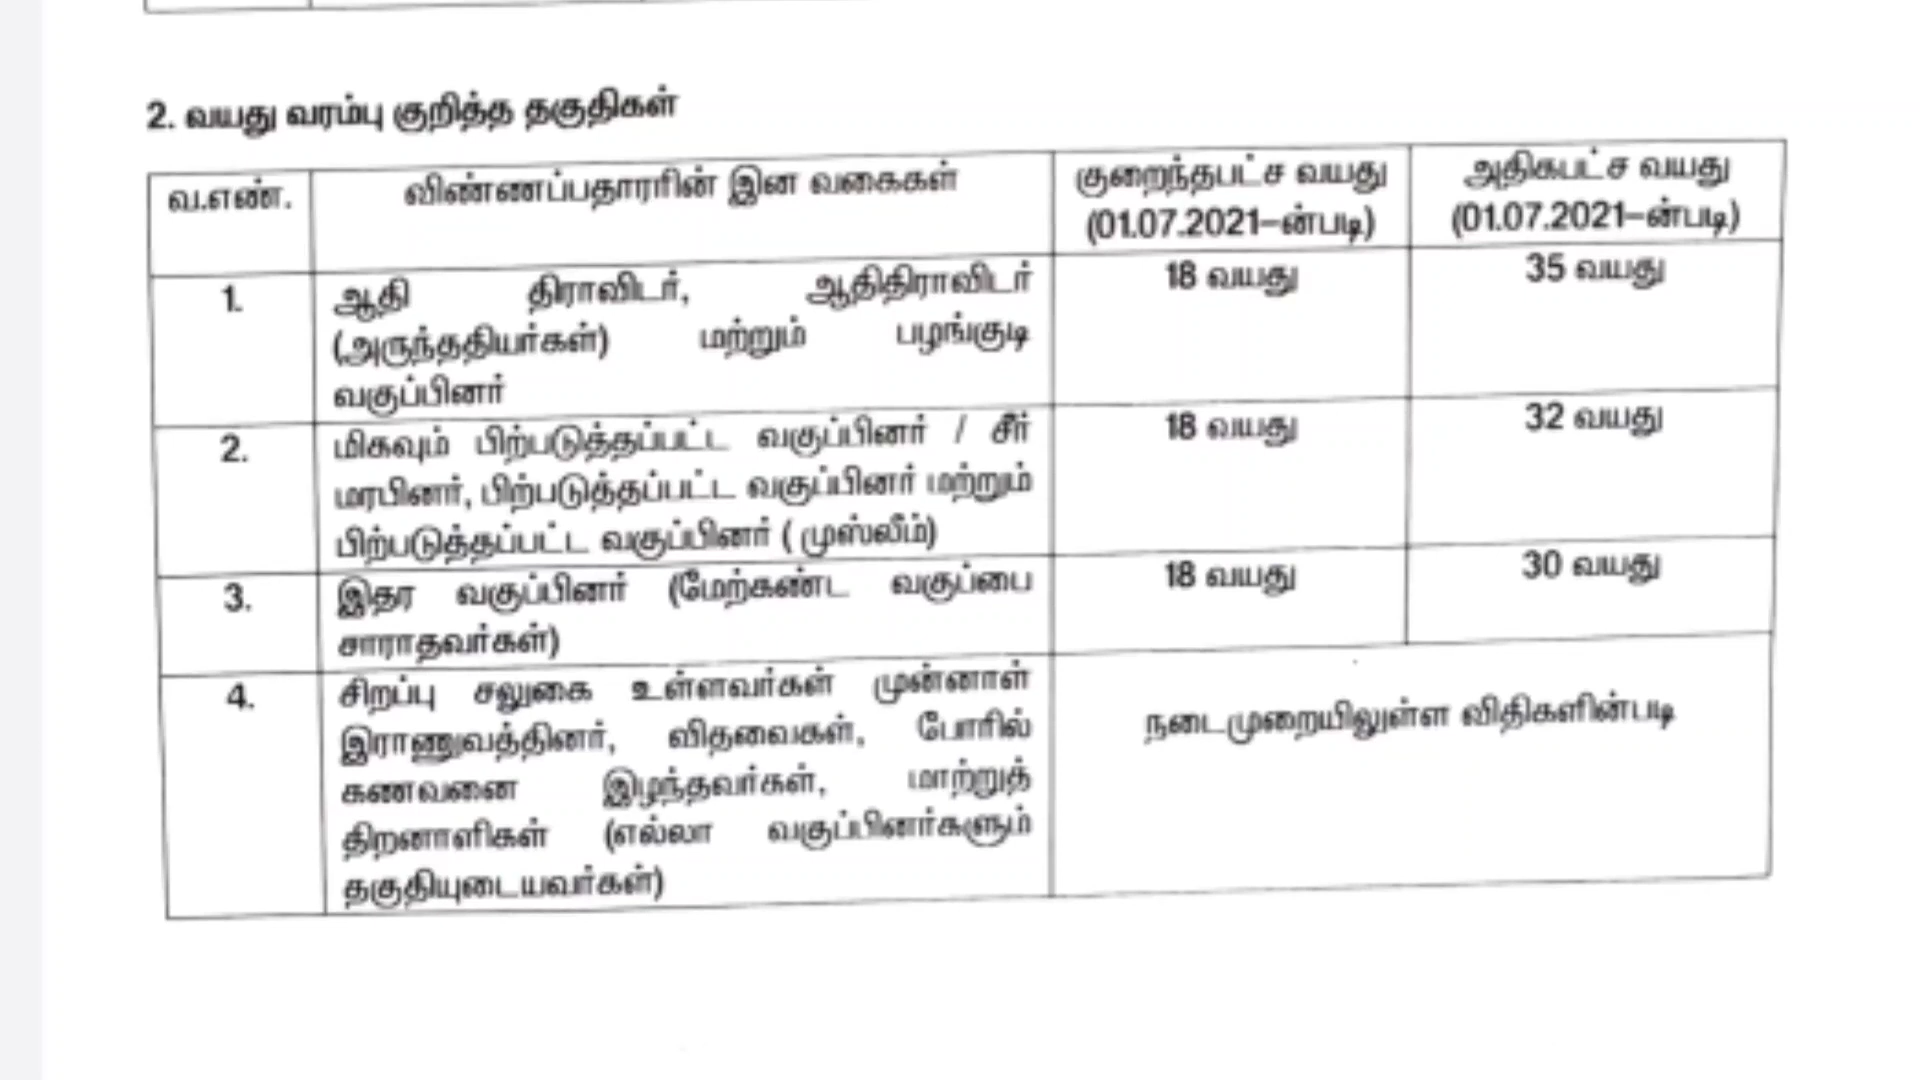 2. வயது வரம்பு குறித்த தகுதிகள்
வ.எண். விண்ணப்பதாரரின் இன வகைகள் குறைந்தபட்ச வயது அதிகபட்ச வயது
(01.07.2021-ன்படி) (01.07.2021-ன்படி)
1. ஆதி திராவிடர், ஆதிதிராவிடர் 18 வயது 35 வயது
(அருந்ததியர்கள்) மற்றும் பழங்குடி
வகுப்பினர்
2. மிகவும் பிற்படுத்தப்பட்ட வகுப்பினர் / சீர் 18 வயது 32 வயது
மரபினர், பிற்படுத்தப்பட்ட வகுப்பினர் மற்றும்
பிற்படுத்தப்பட்ட வகுப்பினர் ( முஸ்லீம்)
3. இதர வகுப்பினர் (மேற்கண்ட வகுப்பை 18 வயது 30 வயது
சாராதவர்கள்)
4. சிறப்பு சலுகை உள்ளவர்கள் முன்னாள்
இராணுவத்தினர், விதவைகள், போரில் நடைமுறையிலுள்ள விதிகளின்படி
கணவனை இழந்தவர்கள், மாற்றுத்
திறனாளிகள் (எல்லா வகுப்பினர்களும்
தகுதியுடையவர்கள்)